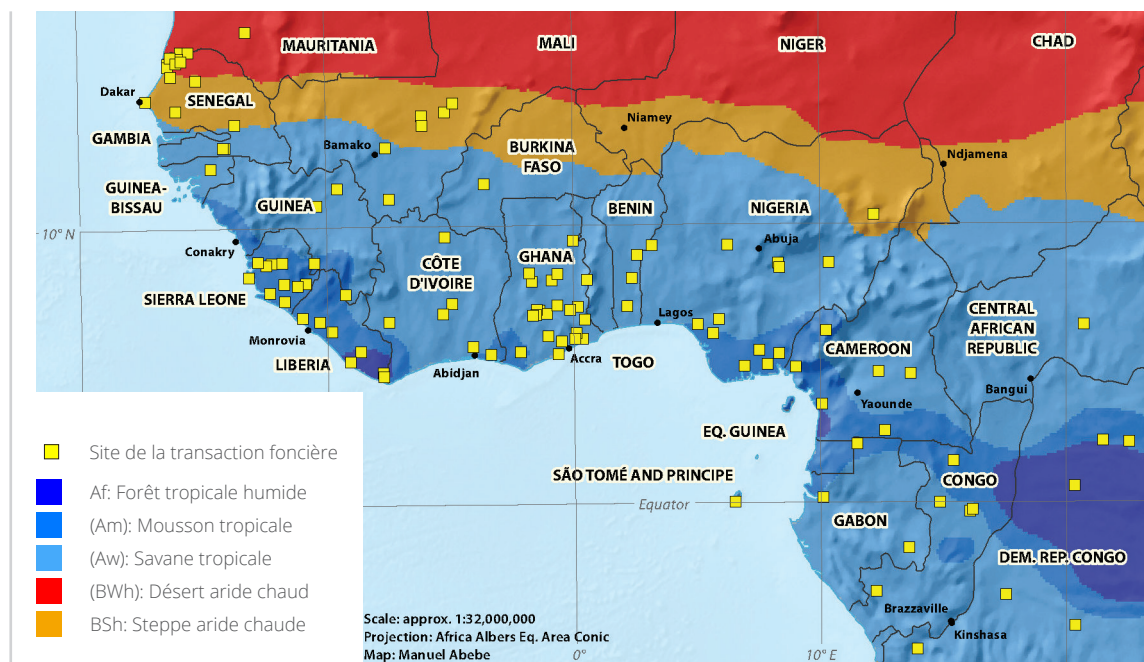 MAURITANIA
MALI
NIGER
CHAD
Dakar
SENEGAL
GAMBIA
Bamako
Niamey
BURKINA
FASO
Ndjamena
GUINEA-
BISSAU
GUINEA
BENIN
NIGERIA
10° N
Conakry
Abuja
CÔTE
D'IVOIRE
GHANA
SIERRA LEONE
Lagos
CENTRAL
AFRICAN
REPUBLIC
Monrovia
LIBERIA
Abidjan
Accra
TOGO
CAMEROON
Bangui
Yaounde
EQ. GUINEA
SÃO TOMÉ AND PRINCIPE
CONGO
Equator
GABON
DEM. REP. CONGO
Brazzaville
Kinshasa
Site de la transaction foncière
Af: Forêt tropicale humide
(Am): Mousson tropicale
(Aw): Savane tropicale
(BWh): Désert aride chaud
BSh: Steppe aride chaude
Scale: approx. 1:32,000,000
Projection: Africa Albers Eq. Area Conic
Map: Manuel Abebe
0°
10° E